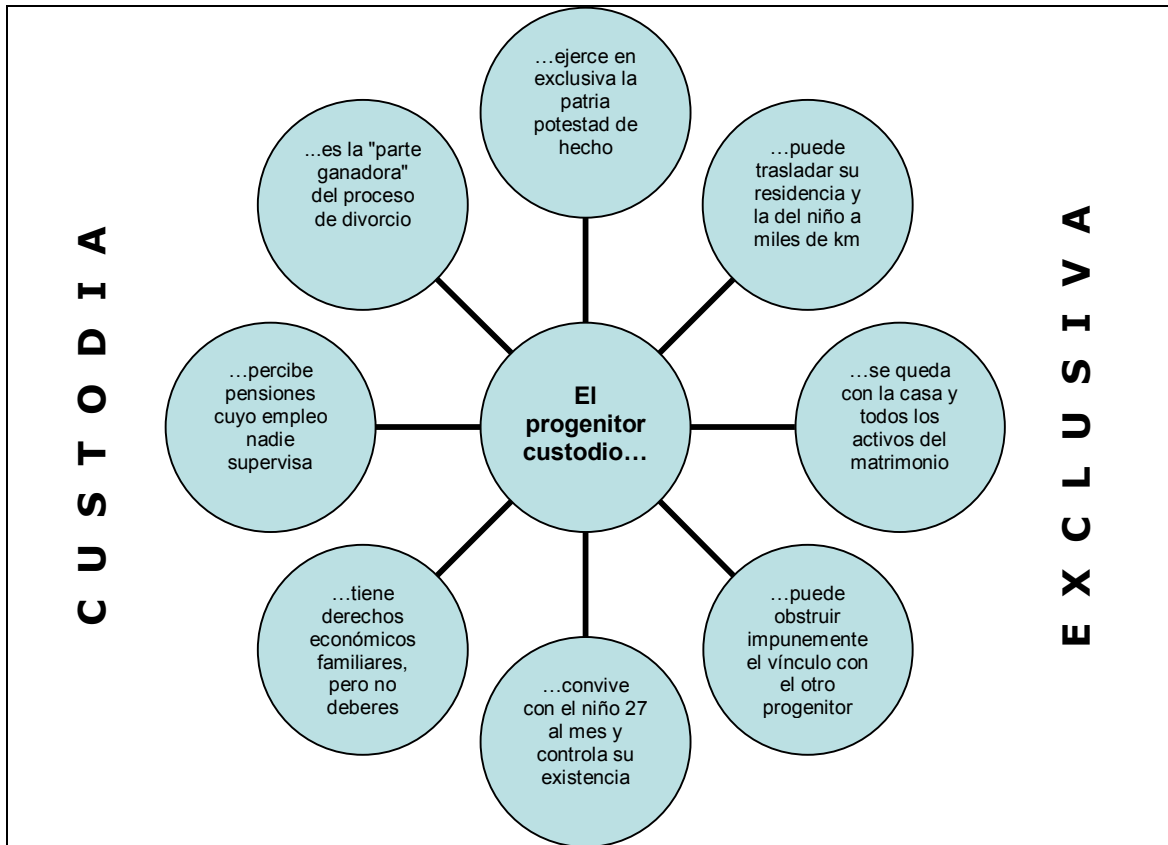 CUSTODIA
EXCLUSIVA
El
progenitor
custodio…
…ejerce en
exclusiva la
patria
potestad de
hecho
…puede
trasladar su
residencia y
la del niño a
miles de km
…se queda
con la casa y
todos los
activos del
matrimonio
…puede
obstruir
impunemente
el vínculo con
el otro
progenitor
…convive
con el niño 27
al mes y
controla su
existencia
…tiene
derechos
económicos
familiares,
pero no
deberes
…percibe
pensiones
cuyo empleo
nadie
supervisa
...es la "parte
ganadora"
del proceso
de divorcio